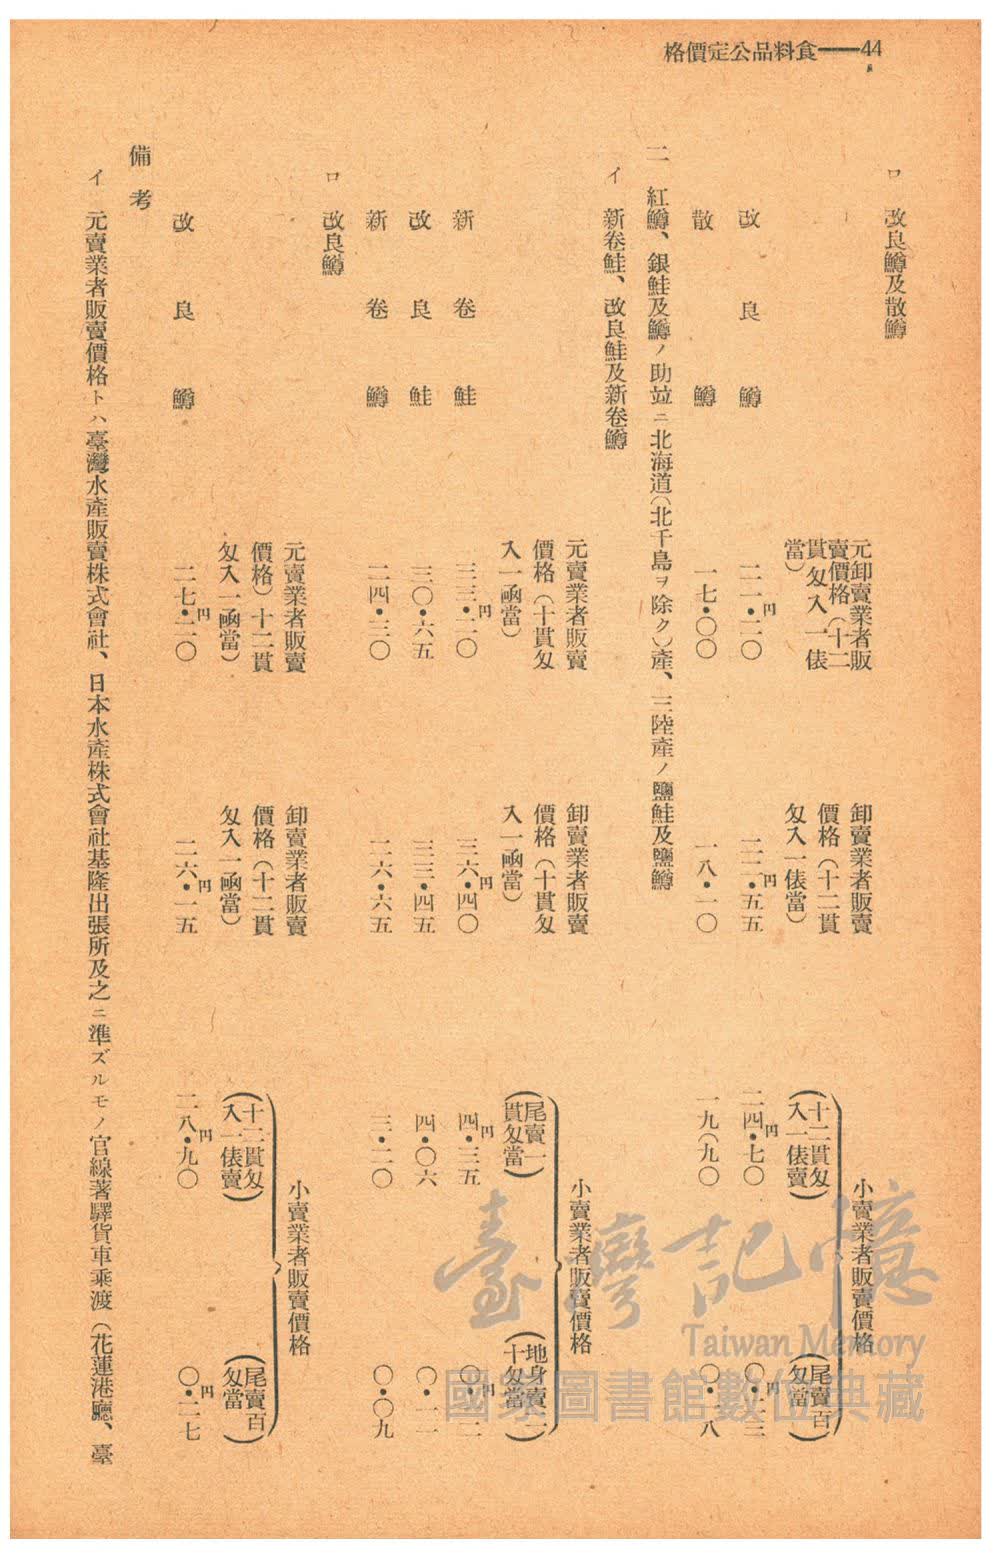 格價定公品料食——44
ロ 改良鱒及散鱒
元卸賣業者販
賣價格(十二
貫匁入一俵
當)
卸賣業者販賣
價格(十二貫
匁入一俵當)
小賣業者販賣價格
(十二貫匁
入一俵賣)
(尾賣百
匁當)
改良鱒 二一・二〇円 二二・五五円 二四・七〇円 〇・二三円
散鱒 一七・〇〇 一八・一〇 一九(九〇 〇・一八
二 紅鱒、銀鮭及鱒ノ助竝ニ北海道(北千島ヲ除ク)產、三陸產ノ鹽鮭及鹽鱒
イ 新卷鮭、改良鮭及新卷鱒
元賣業者販賣
價格(十貫匁
入一凾當)
卸賣業者販賣
價格(十貫匁
入一凾當)
小賣業者販賣價格
(尾賣一
貫匁當)
(地身賣二
十匁當)
新卷鮭 三三・二〇円 三六・四〇円 四・三五円
改良鮭 三〇・六五 三三・四五 四・〇六 〇・一一
新卷鱒 二四・三〇 二六・六五 三・二〇 〇・〇九
ロ 改良鱒
元賣業者販賣
價格)十二貫
匁入一凾當)
卸賣業者販賣
價格(十二貫
匁入一凾當)
小賣業者販賣價格
(十二貫匁
入一俵賣)
(尾賣百
匁當)
改良鱒 二七・二〇円 二六・一五円 二八・九〇円 〇・二七円
備考
イ 元賣業者販賣價格トハ臺灣水產販賣株式會社、日本水產株式會社基隆出張所及之ニ準ズルモノ官線著驛貨車乘渡(花蓮港廳、臺
臺灣記憶
Taiwan Memory
國家圖書館數位典藏